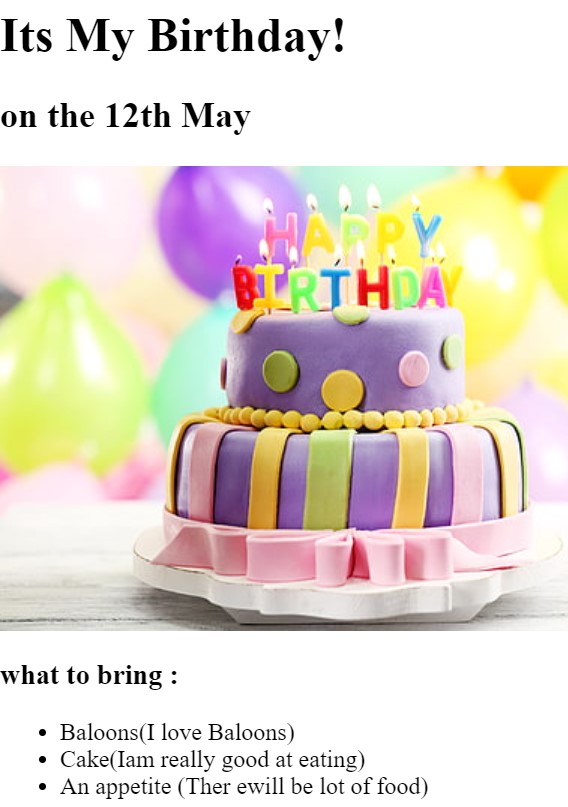 Its My Birthday!
on the 12th May
HAPPY
BIRTHDAY
what to bring :
Baloons(I love Baloons)
Cake(Iam really good at eating)
An appetite (Ther ewill be lot of food)